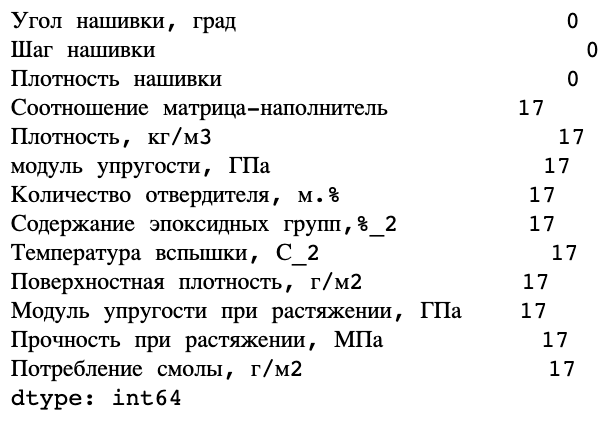 Угол нашивки, град 0
Шаг нашивки 0
Плотность нашивки 0
Соотношение матрица-наполнитель 17
Плотность, кг/м3 17
модуль упругости, ГПа 17
Количество отвердителя, м.% 17
Содержание эпоксидных групп,%_2 17
Температура вспышки, С_2 17
Поверхностная плотность, г/м2 17
Модуль упругости при растяжении, ГПа 17
Прочность при растяжении, МПа 17
Потребление смолы, г/м2 17
dtype: int64